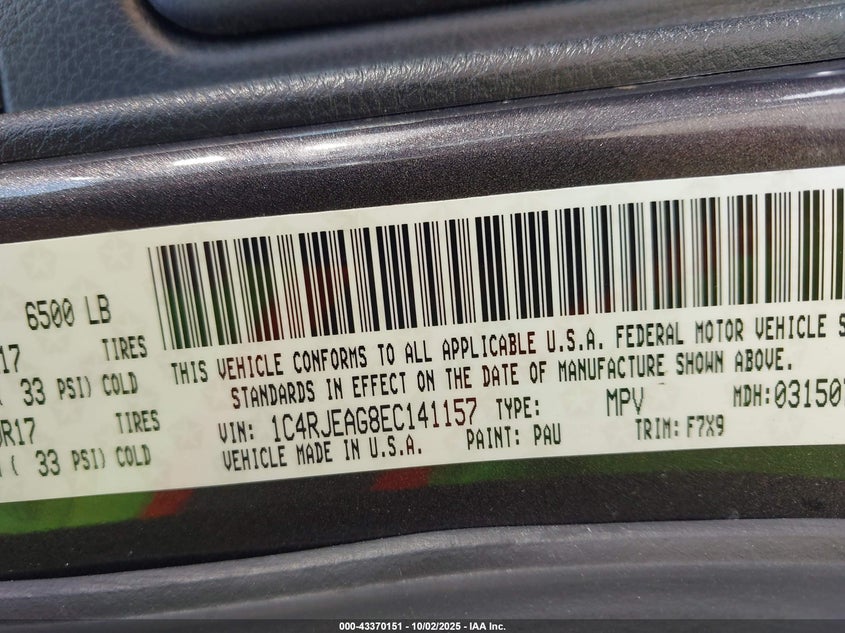 6500 LB
THIS VEHICLE CONFORMS TO ALL APPLICABLE U.S.A. FEDERAL MOTOR VEHICLE S
STANDARDS IN EFFECT ON THE DATE OF MANUFACTURE SHOWN ABOVE.
17 TIRES
( 33 PSI) COLD
VIN: 1C4RJEAG8EC141157 TYPE: MPV MDH:03150
R17 TIRES
( 33 PSI) COLD
VEHICLE MADE IN U.S.A. PAINT: PAU TRIM: F7X9
000-43370151 | 10/02/2025 - IAA Inc.